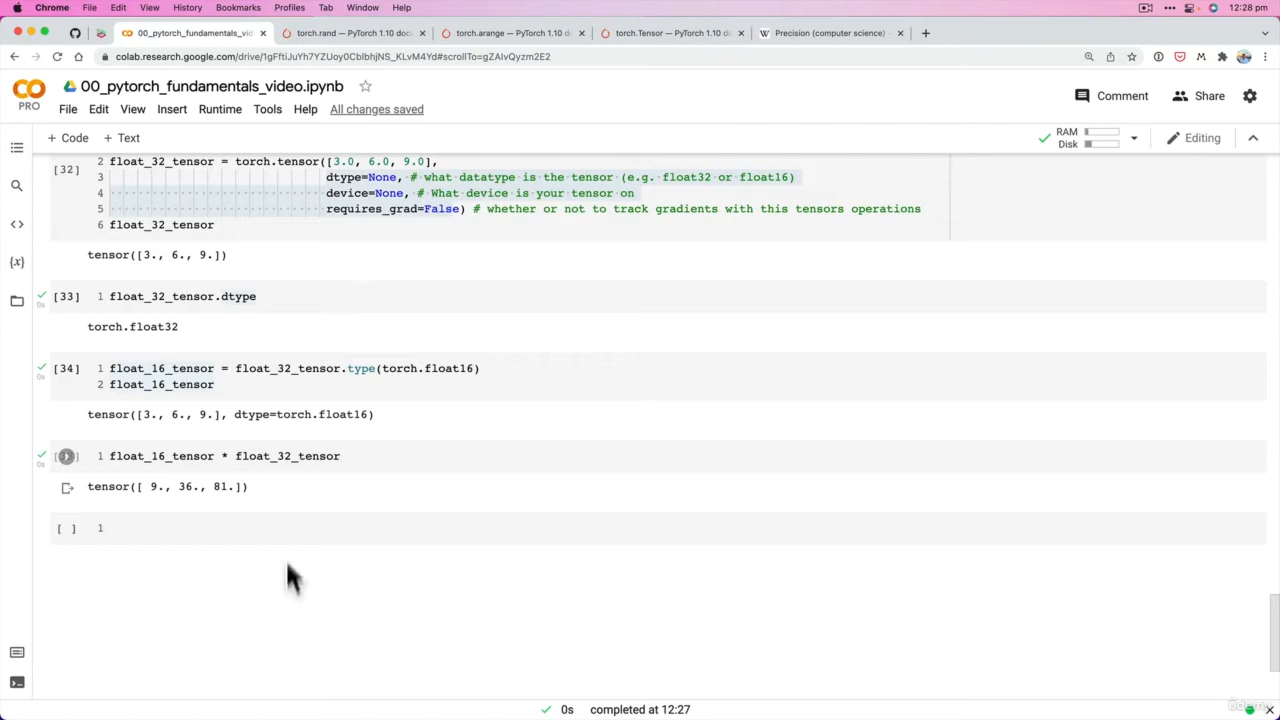 Chrome File Edit View History Bookmarks Profiles Tab Window Help 12:28 pm
00_pytorch_fundamentals_vid torch.rand — PyTorch 1.10 doc torch.arange — PyTorch 1.10 d torch.Tensor — PyTorch 1.10 d W Precision (computer science)
colab.research.google.com/drive/1gFftiJuYh7YZUoy0CbIbhjNS_KLvM4Yd#scrollTo=gZAIvQyzm2E2
00_pytorch_fundamentals_video.ipynb
PRO
File Edit View Insert Runtime Tools Help All changes saved
Comment Share
+ Code + Text
RAM
Disk
Editing
[32]
2 float_32_tensor = torch.tensor([3.0, 6.0, 9.0],
3 dtype=None, # what datatype is the tensor (e.g. float32 or float16)
4 device=None, # What device is your tensor on
5 requires_grad=False) # whether or not to track gradients with this tensors operations
6 float_32_tensor
tensor([3., 6., 9.])
0s [33] 1 float_32_tensor.dtype
torch.float32
0s [34] 1 float_16_tensor = float_32_tensor.type(torch.float16)
2 float_16_tensor
tensor([3., 6., 9.], dtype=torch.float16)
0s 1 float_16_tensor * float_32_tensor
tensor([ 9., 36., 81.])
[ ] 1
0s completed at 12:27